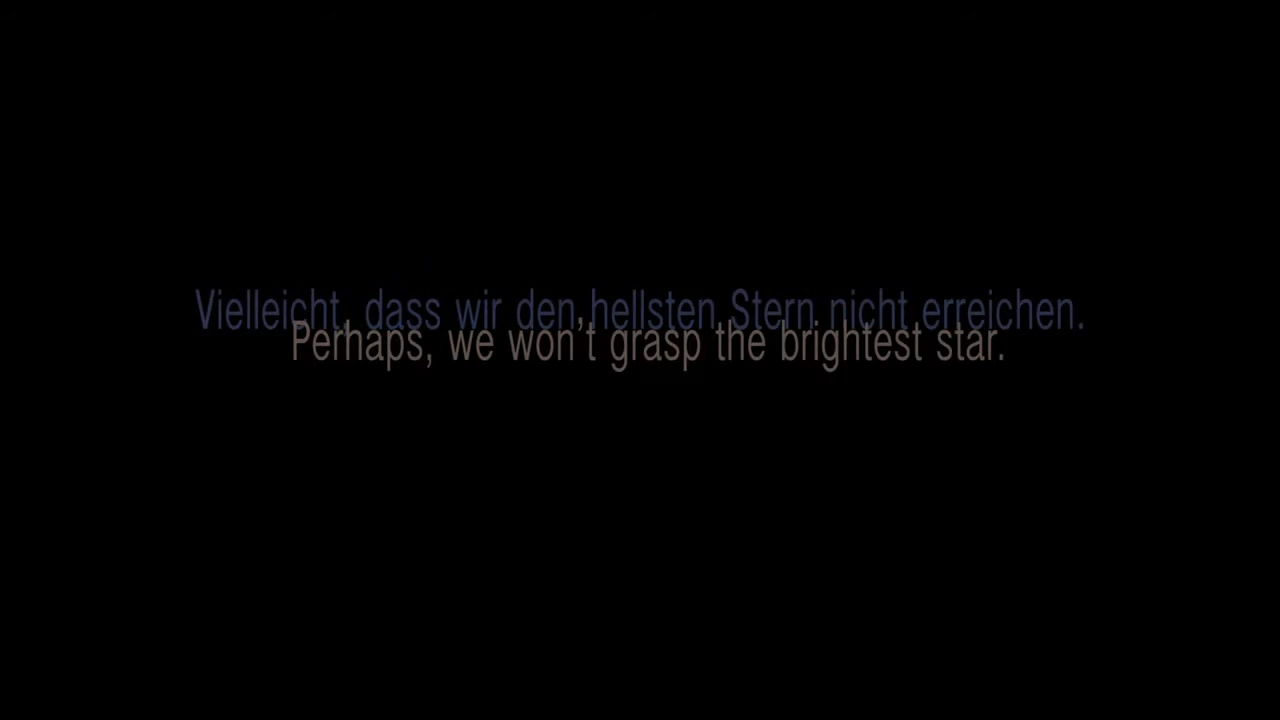 Vielleicht, dass wir den hellsten Stern nicht erreichen.
Perhaps, we won't grasp the brightest star.